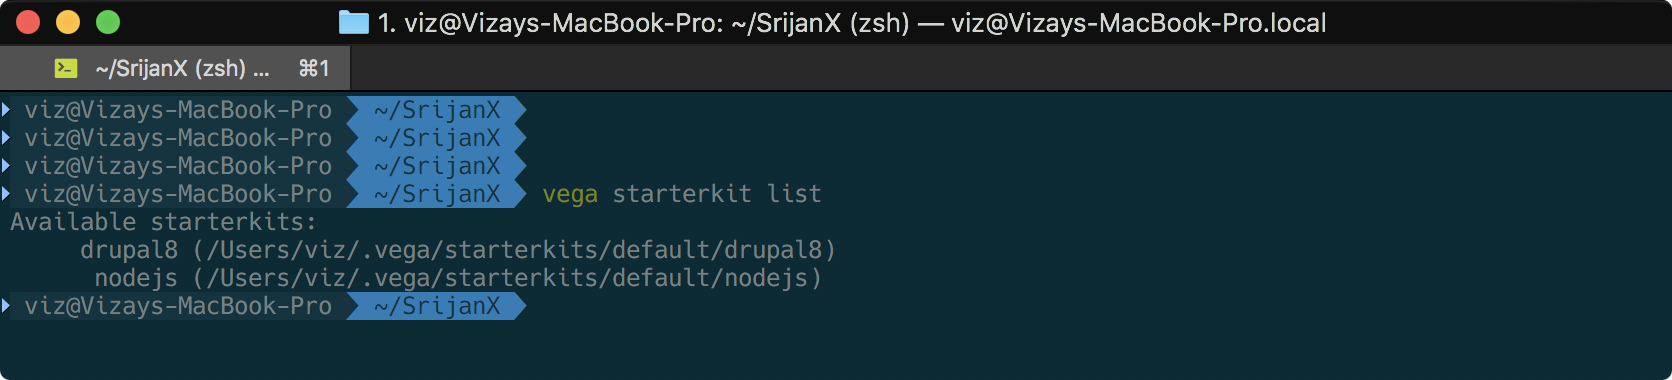 1. viz@Vizays-MacBook-Pro: ~/SrijanX (zsh) — viz@Vizays-MacBook-Pro.local
~/SrijanX (zsh) ... ⌘1
viz@Vizays-MacBook-Pro ~/SrijanX
viz@Vizays-MacBook-Pro ~/SrijanX
viz@Vizays-MacBook-Pro ~/SrijanX
viz@Vizays-MacBook-Pro ~/SrijanX vega starterkit list
Available starterkits:
drupal8 (/Users/viz/.vega/starterkits/default/drupal8)
nodejs (/Users/viz/.vega/starterkits/default/nodejs)
viz@Vizays-MacBook-Pro ~/SrijanX